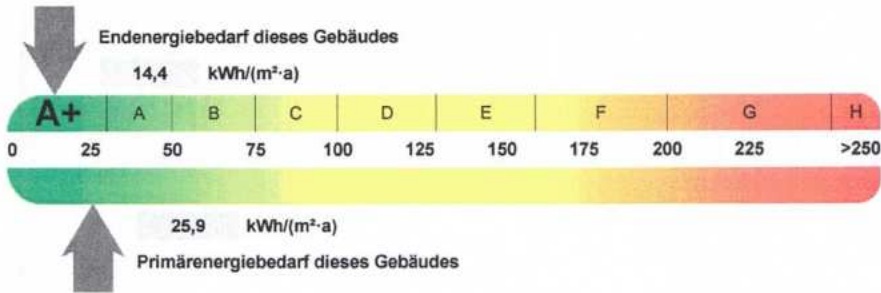 Endenergiebedarf dieses Gebäudes
14,4 kWh/(m²·a)
A+ A B C D E F G H
0 25 50 75 100 125 150 175 200 225 >250
25,9 kWh/(m²·a)
Primärenergiebedarf dieses Gebäudes